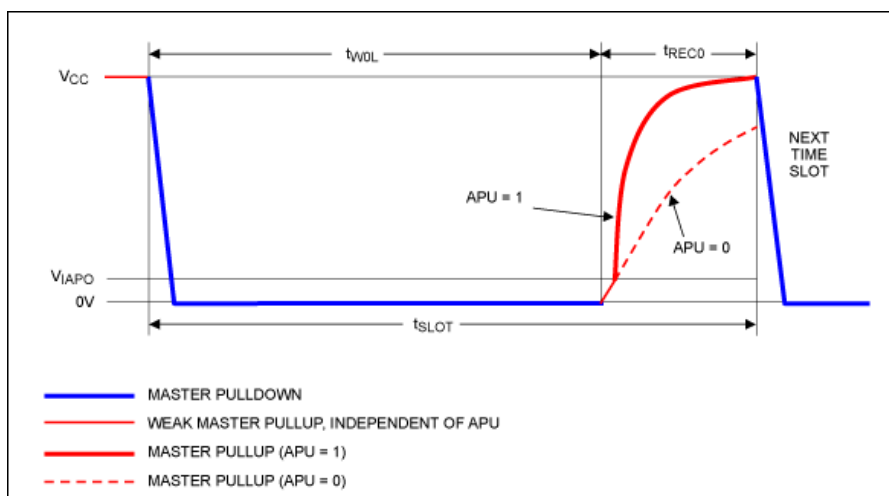 tW0L
tREC0
VCC
NEXT
TIME
SLOT
APU = 1
APU = 0
VIAPO
0V
tSLOT
MASTER PULLDOWN
WEAK MASTER PULLUP, INDEPENDENT OF APU
MASTER PULLUP (APU = 1)
MASTER PULLUP (APU = 0)